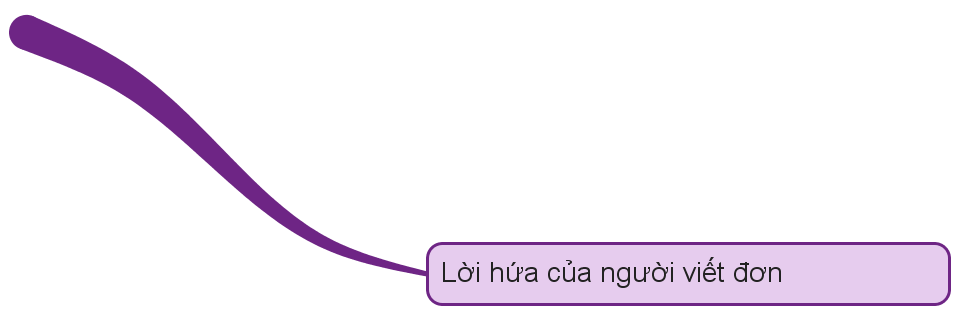 Lời hứa của người viết đơn